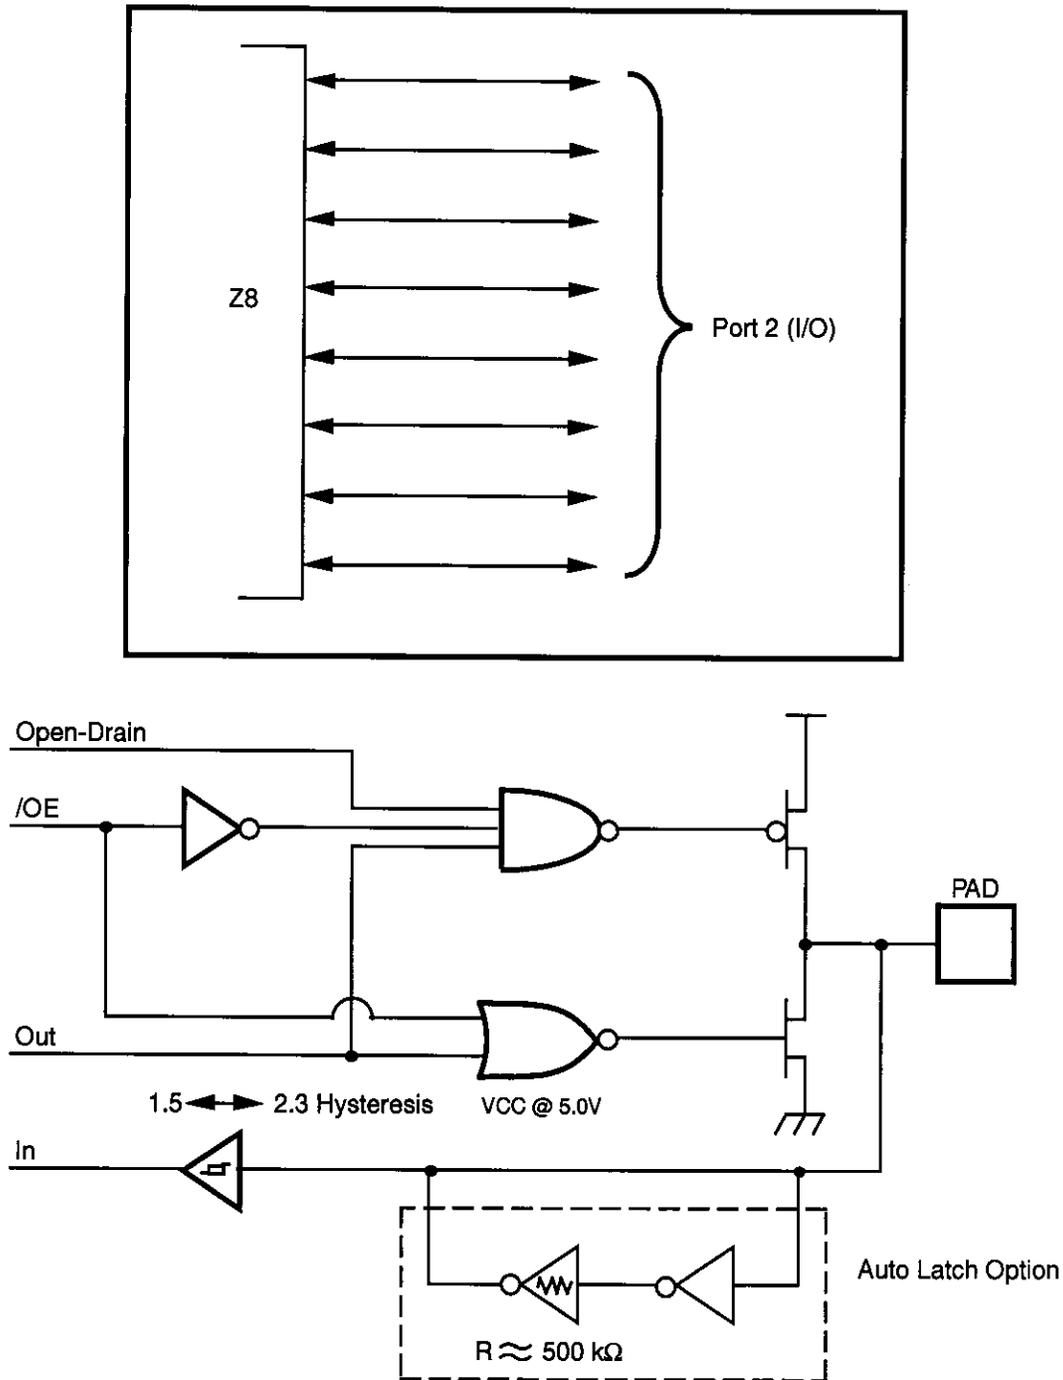 Z8
Port 2 (I/O)
Open-Drain
/OE
PAD
Out
1.5 2.3 Hysteresis
VCC @ 5.0V
In
Auto Latch Option
R ≈ 500 kΩ